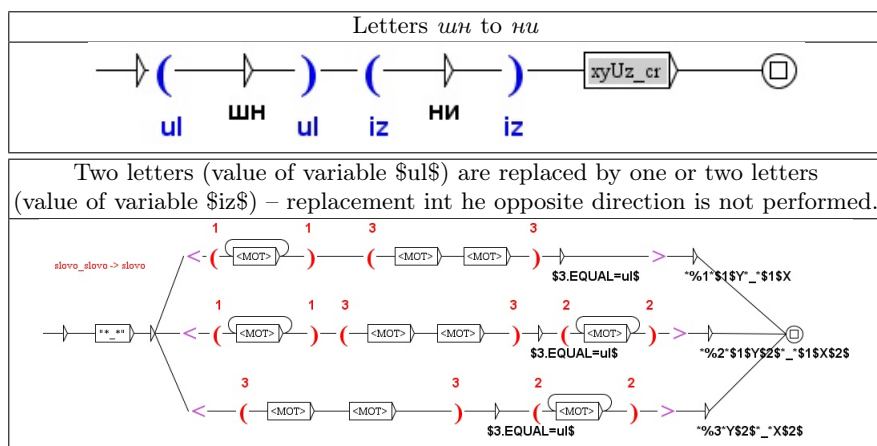 Letters шн to ни
xyUz_cr
шн ни
ul ul iz iz
Two letters (value of variable $ul$) are replaced by one or two letters
(value of variable $iz$) – replacement int he opposite direction is not performed.
1 1 3 3
slovo_slovo -> slovo
< <MOT> <MOT> <MOT> >
$3.EQUAL=ul$ *%1*$1$Y*_*$1$X
1 1 3 3 2 2
"*_*" < <MOT> <MOT> <MOT> <MOT> >
$3.EQUAL=ul$ *%2*$1$Y$2$*_*$1$X$2$
3 3 2 2
< <MOT> <MOT> <MOT> >
$3.EQUAL=ul$ *%3*Y$2$*_*X$2$